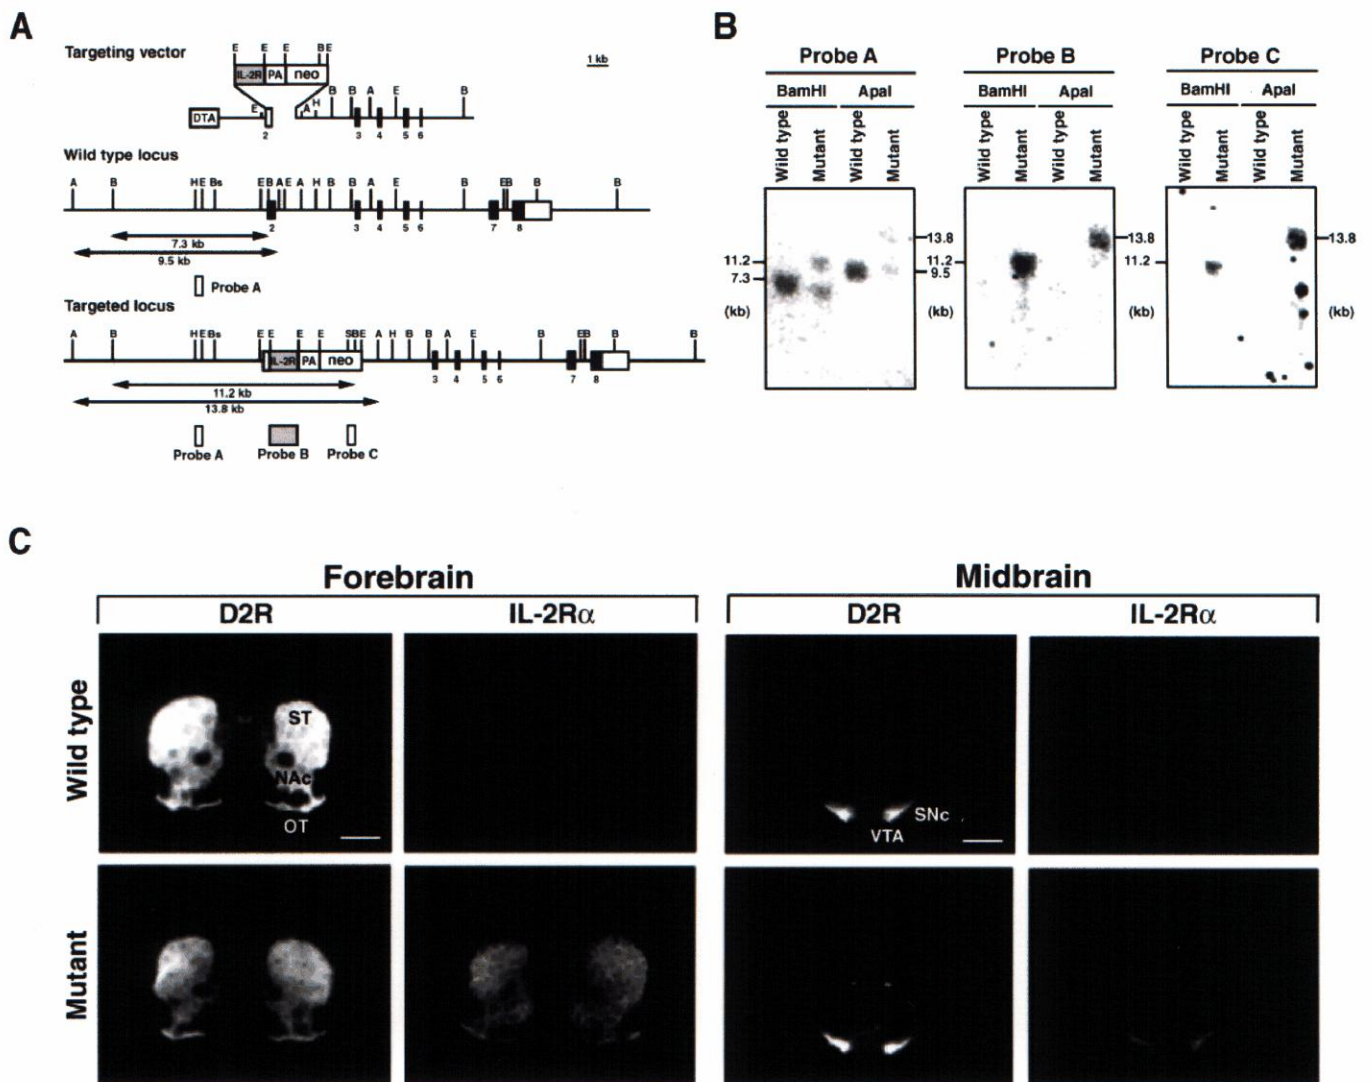 A
Targeting vector
E E E BE
IL-2R PA neo
1 kb
DTA
E A H B B A E B
2 3 4 5 6
Wild type locus
A B H E Bs E B A E A H B B A E B EB B B
2 3 4 5 6 7 8
7.3 kb
9.5 kb
Probe A
Targeted locus
A B H E Bs E E E E S B E A H B B A E B EB B B
IL-2R PA neo
3 4 5 6 7 8
11.2 kb
13.8 kb
Probe A Probe B Probe C
B
Probe A Probe B Probe C
BamHI ApaI BamHI ApaI BamHI ApaI
Wild type Mutant Wild type Mutant Wild type Mutant Wild type Mutant Wild type Mutant Wild type Mutant
13.8 13.8 13.8
11.2 11.2 11.2
7.3 9.5
(kb) (kb) (kb) (kb)
C
Forebrain Midbrain
D2R IL-2Rα D2R IL-2Rα
Wild type
ST
NAc
OT
SNc
VTA
Mutant